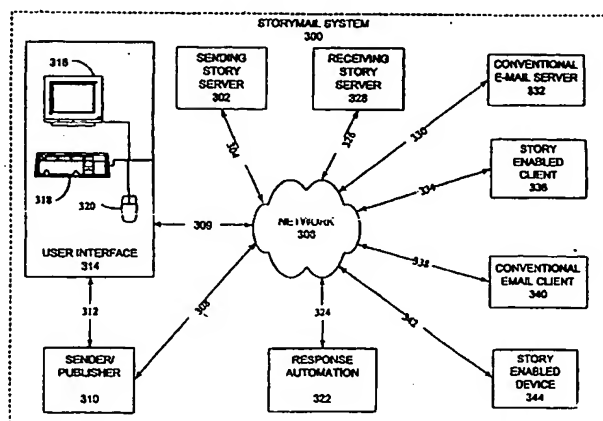 STORYMAIL SYSTEM
300
316
318
320
USER INTERFACE
314
SENDING
STORY
SERVER
302
RECEIVING
STORY SERVER
328
CONVENTIONAL
E-MAIL SERVER
332
304
326
330
STORY
ENABLED
CLIENT
336
334
309
NETWORK
338
CONVENTIONAL
EMAIL CLIENT
340
312
324
342
SENDER/
PUBLISHER
310
RESPONSE
AUTOMATION
322
STORY
ENABLED
DEVICE
344